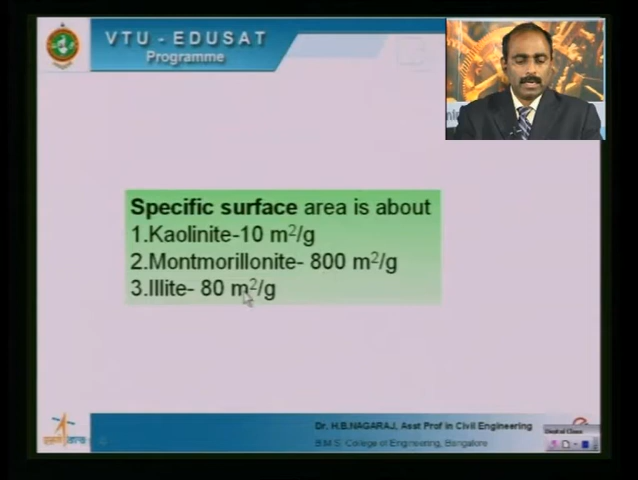 VTU - EDUSAT
Programme
Specific surface area is about
1.Kaolinite-10 m²/g
2.Montmorillonite- 800 m²/g
3.Illite- 80 m²/g
Dr. H.B.NAGARAJ, Asst Prof in Civil Engineering
B.M.S. College of Engineering, Bangalore